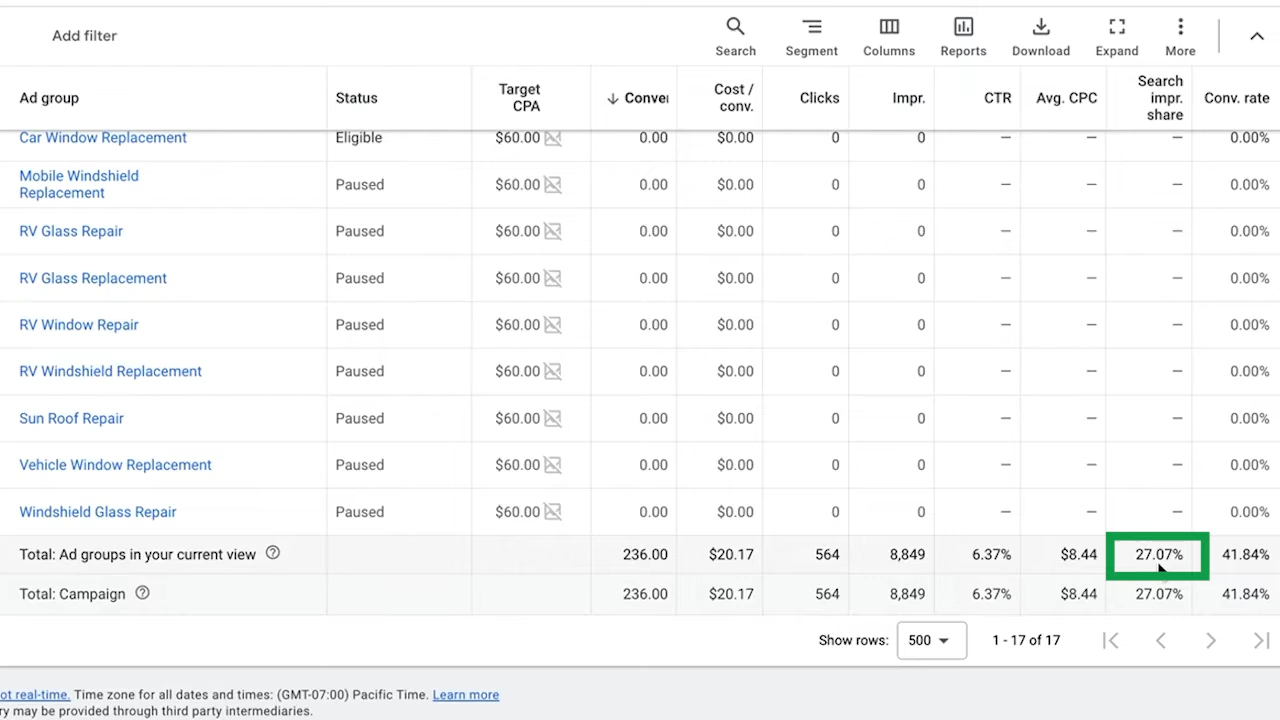 Add filter
Search Segment Columns Reports Download Expand More
Ad group Status Target CPA Conver Cost / conv. Clicks Impr. CTR Avg. CPC Search impr. share Conv. rate
Car Window Replacement Eligible $60.00 0.00 $0.00 0 0 — — — 0.00%
Mobile Windshield Replacement Paused $60.00 0.00 $0.00 0 0 — — — 0.00%
RV Glass Repair Paused $60.00 0.00 $0.00 0 0 — — — 0.00%
RV Glass Replacement Paused $60.00 0.00 $0.00 0 0 — — — 0.00%
RV Window Repair Paused $60.00 0.00 $0.00 0 0 — — — 0.00%
RV Windshield Replacement Paused $60.00 0.00 $0.00 0 0 — — — 0.00%
Sun Roof Repair Paused $60.00 0.00 $0.00 0 0 — — — 0.00%
Vehicle Window Replacement Paused $60.00 0.00 $0.00 0 0 — — — 0.00%
Windshield Glass Repair Paused $60.00 0.00 $0.00 0 0 — — — 0.00%
Total: Ad groups in your current view 236.00 $20.17 564 8,849 6.37% $8.44 27.07% 41.84%
Total: Campaign 236.00 $20.17 564 8,849 6.37% $8.44 27.07% 41.84%
Show rows: 500 1 - 17 of 17
ot real-time. Time zone for all dates and times: (GMT-07:00) Pacific Time. Learn more
ry may be provided through third party intermediaries.